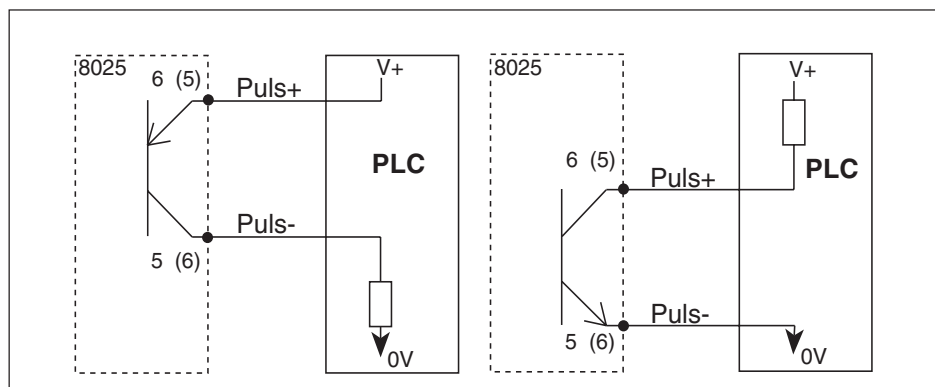 8025
V+
6 (5)
Puls+
PLC
Puls-
5 (6)
0V
8025
V+
6 (5)
Puls+
PLC
Puls-
5 (6)
0V